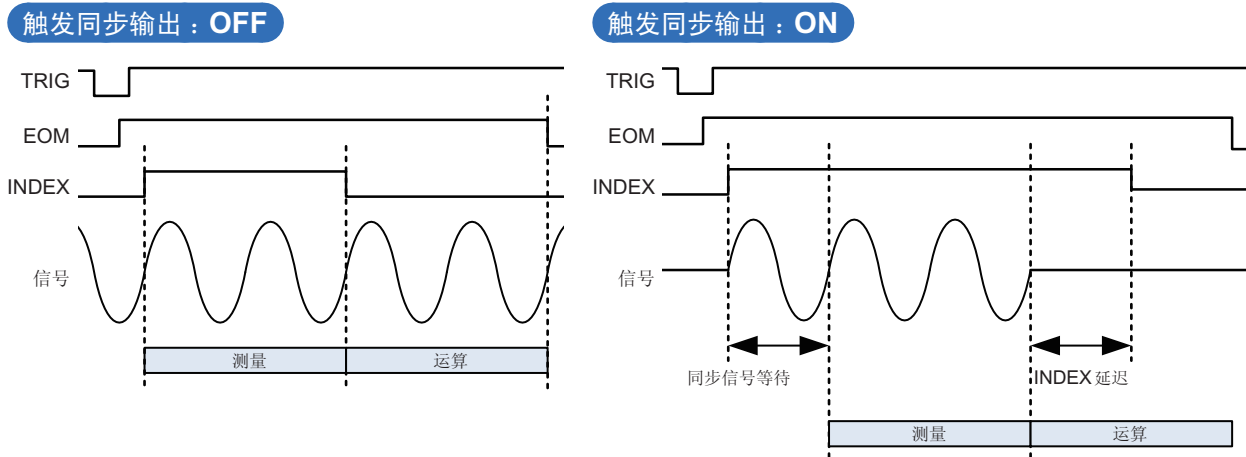 触发同步输出：OFF
TRIG
EOM
INDEX
信号
测量
运算
触发同步输出：ON
TRIG
EOM
INDEX
信号
同步信号等待
INDEX 延迟
测量
运算